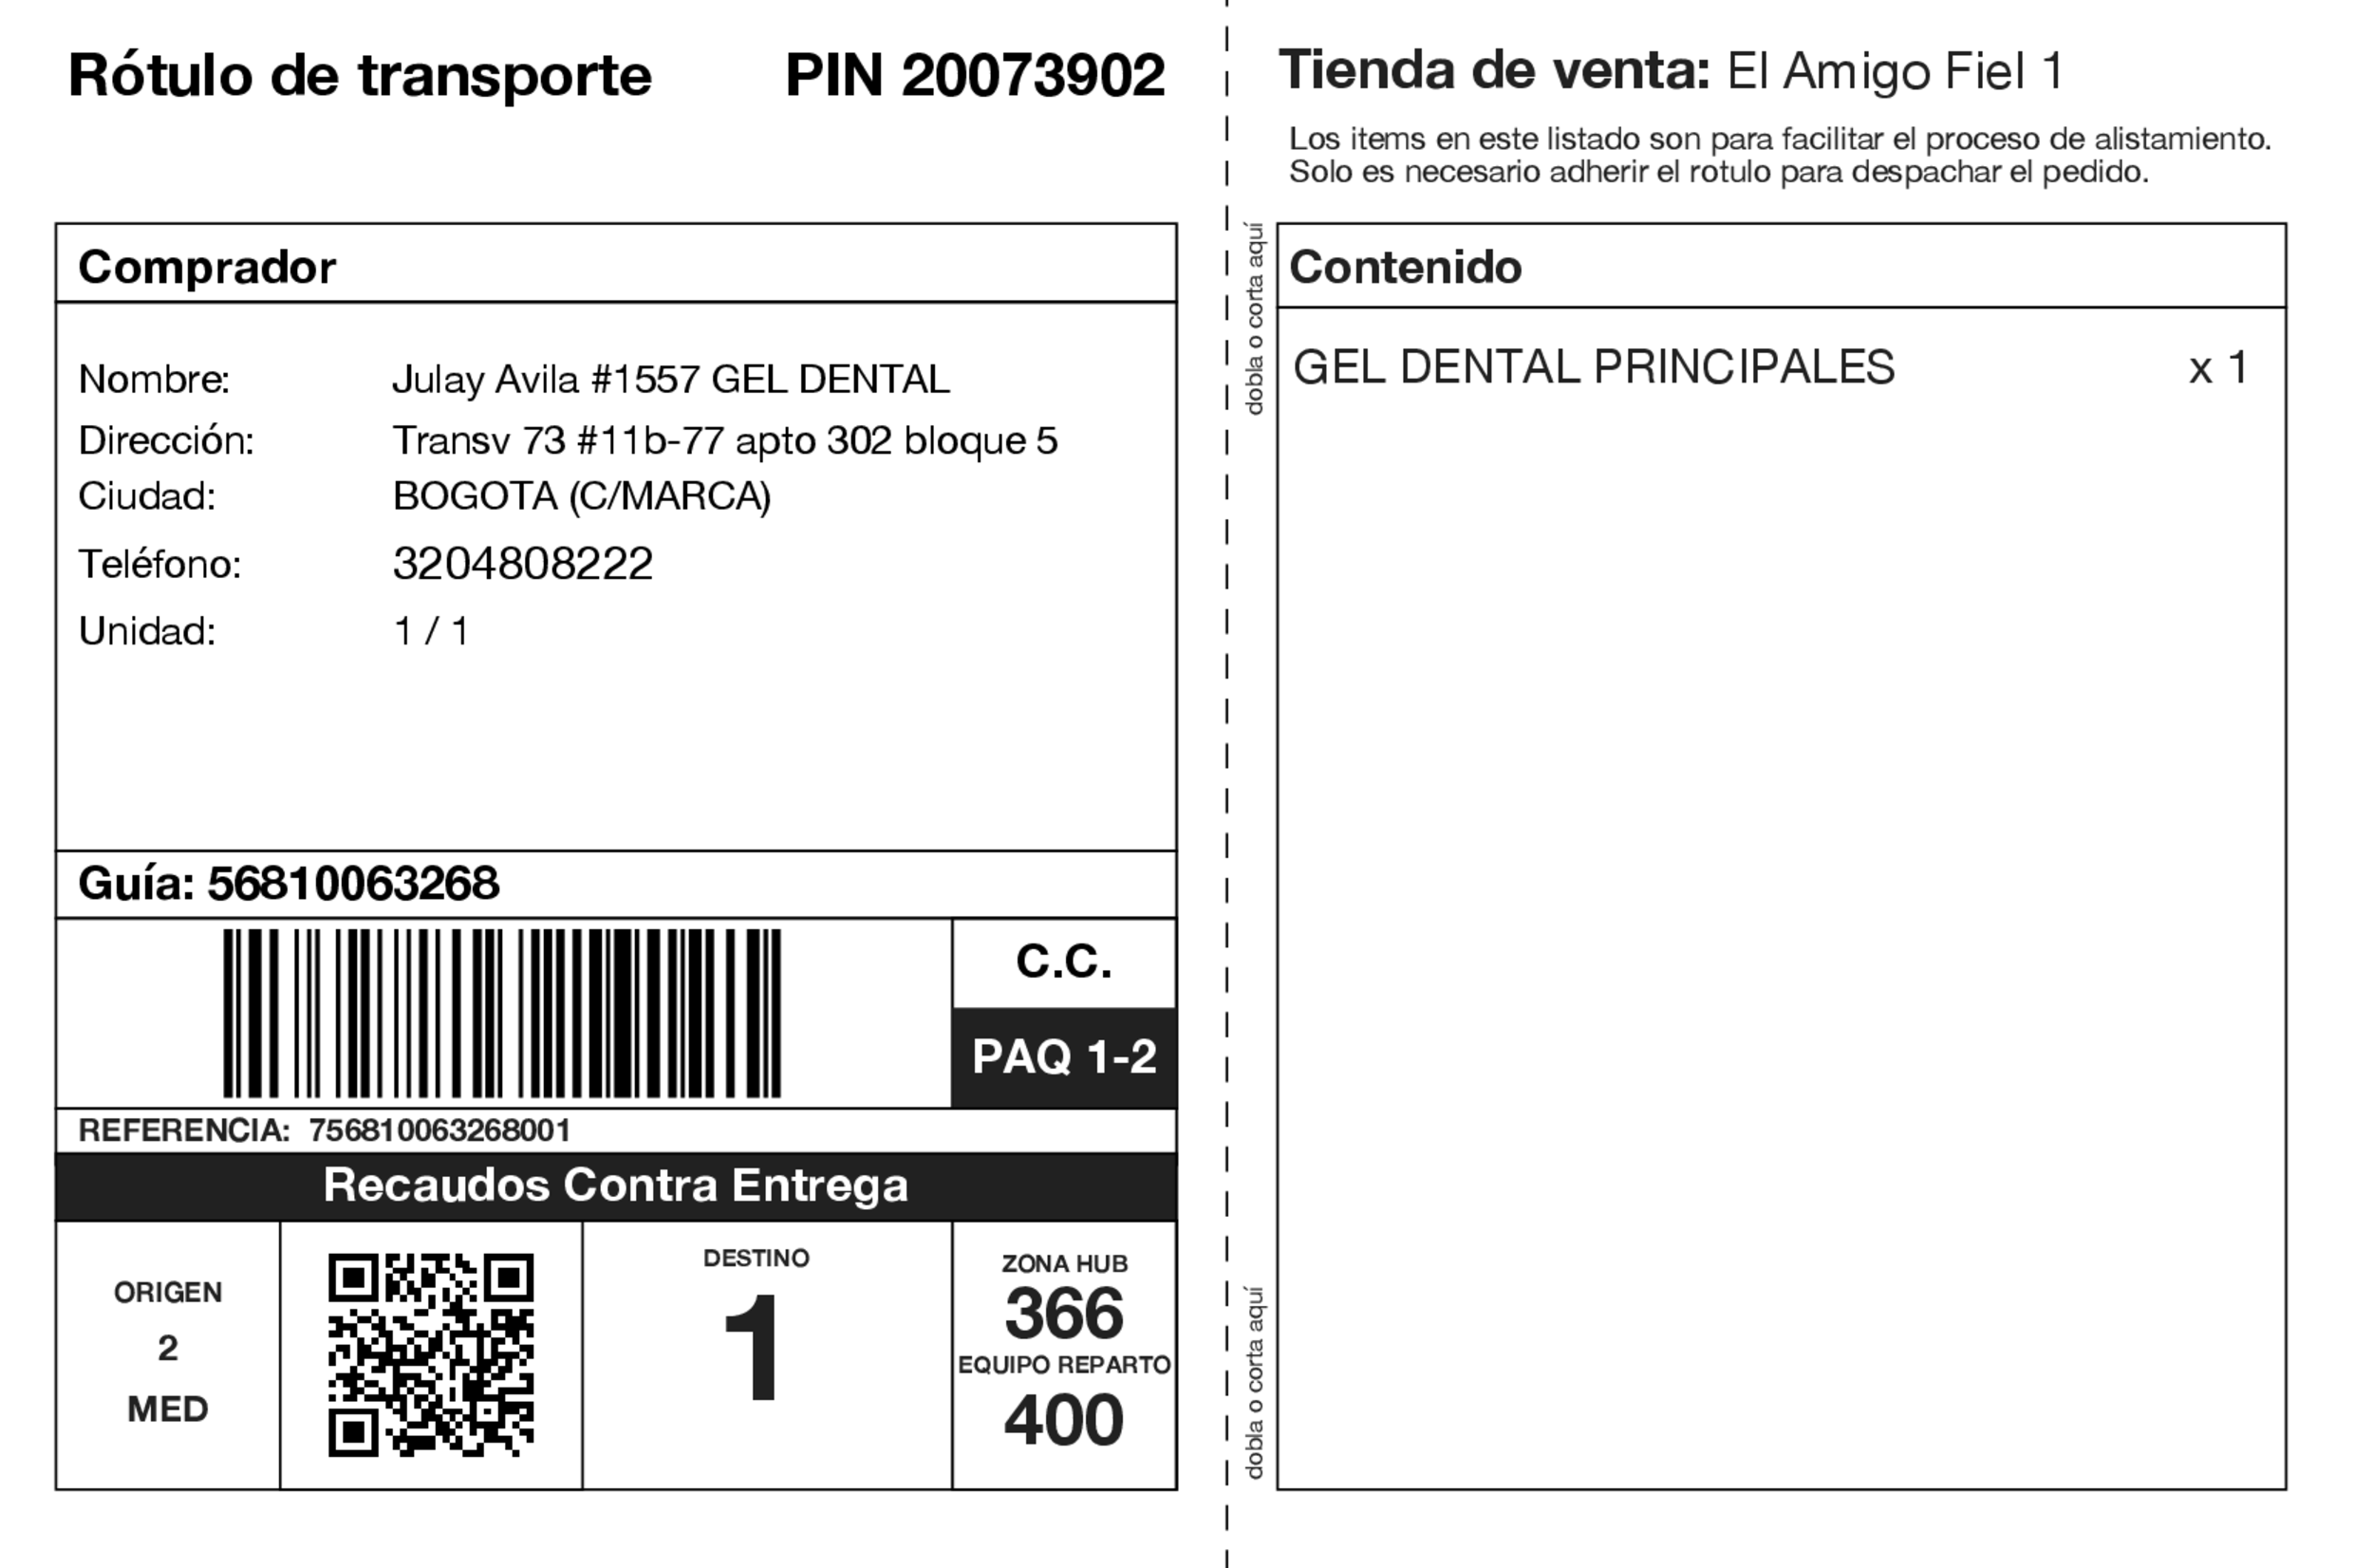 Rótulo de transporte PIN 20073902
Comprador
Nombre: Julay Avila #1557 GEL DENTAL
Dirección: Transv 73 #11b-77 apto 302 bloque 5
Ciudad: BOGOTA (C/MARCA)
Teléfono: 3204808222
Unidad: 1 / 1
Guía: 56810063268
C.C.
PAQ 1-2
REFERENCIA: 756810063268001
Recaudos Contra Entrega
ORIGEN
2
MED
DESTINO
1
ZONA HUB
366
EQUIPO REPARTO
400
dobla o corta aquí
dobla o corta aquí
Tienda de venta: El Amigo Fiel 1
Los items en este listado son para facilitar el proceso de alistamiento.
Solo es necesario adherir el rotulo para despachar el pedido.
Contenido
GEL DENTAL PRINCIPALES x 1